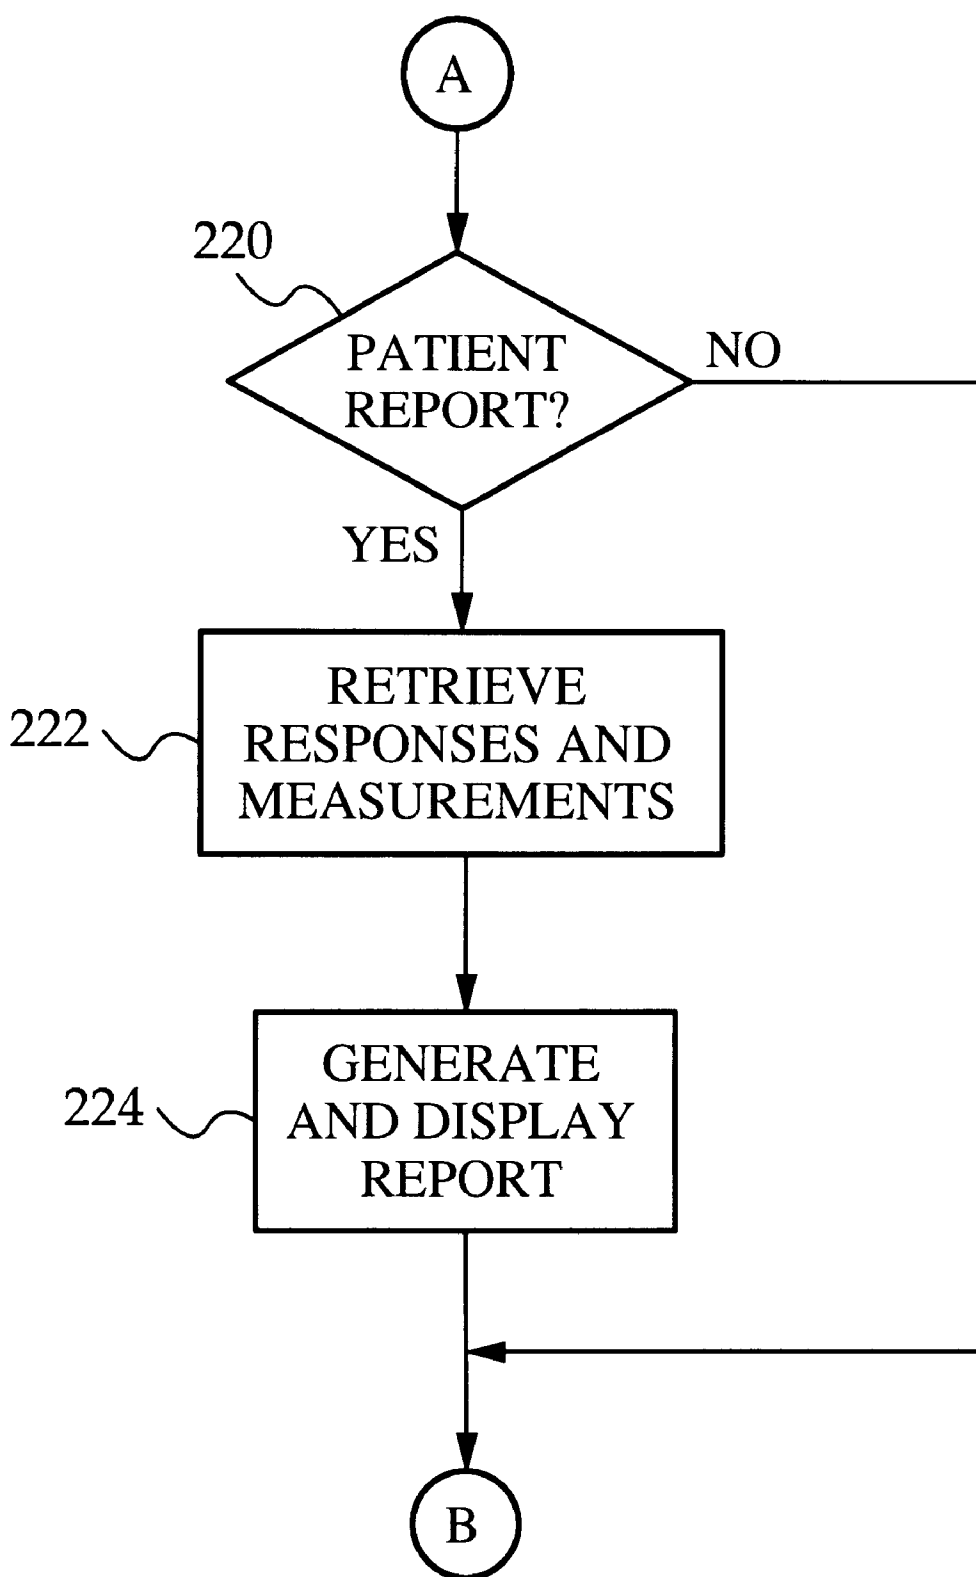 A
220
PATIENT
REPORT?
NO
YES
222
RETRIEVE
RESPONSES AND
MEASUREMENTS
224
GENERATE
AND DISPLAY
REPORT
B